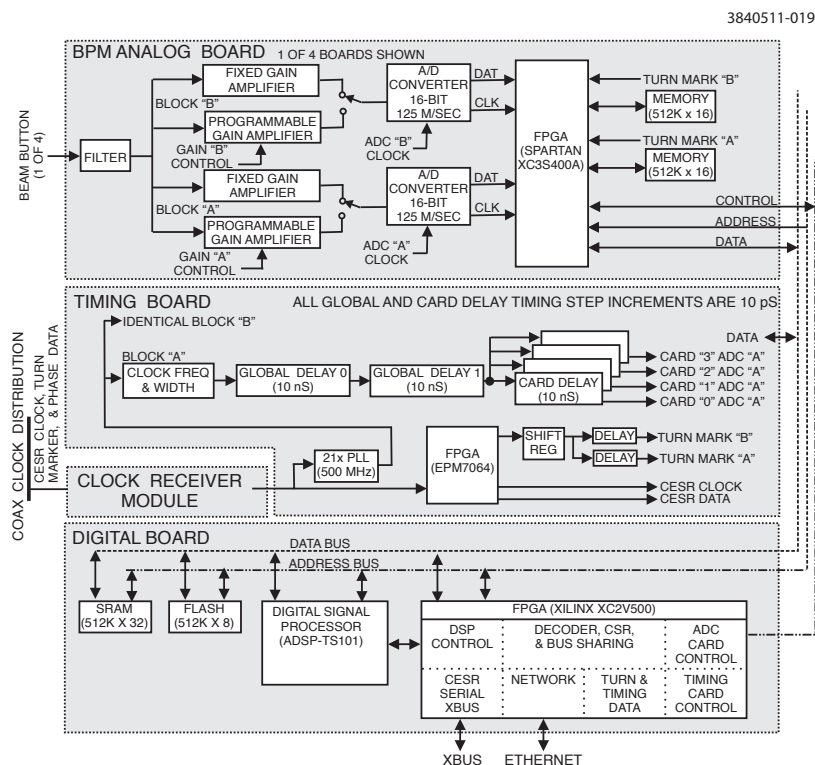 3840511-019
BPM ANALOG BOARD 1 OF 4 BOARDS SHOWN
FIXED GAIN
AMPLIFIER
BLOCK “B”
PROGRAMMABLE
GAIN AMPLIFIER
GAIN “B”
CONTROL
A/D
CONVERTER
16-BIT
125 M/SEC
DAT
CLK
ADC “B”
CLOCK
BEAM BUTTON
(1 OF 4)
FILTER
FIXED GAIN
AMPLIFIER
BLOCK “A”
PROGRAMMABLE
GAIN AMPLIFIER
GAIN “A”
CONTROL
A/D
CONVERTER
16-BIT
125 M/SEC
DAT
CLK
ADC “A”
CLOCK
FPGA
(SPARTAN
XC3S400A)
TURN MARK “B”
MEMORY
(512K x 16)
TURN MARK “A”
MEMORY
(512K x 16)
CONTROL
ADDRESS
DATA
TIMING BOARD
ALL GLOBAL AND CARD DELAY TIMING STEP INCREMENTS ARE 10 pS
IDENTICAL BLOCK “B”
BLOCK “A”
CLOCK FREQ
& WIDTH
GLOBAL DELAY 0
(10 nS)
GLOBAL DELAY 1
(10 nS)
CARD DELAY
(10 nS)
DATA
CARD “3” ADC “A”
CARD “2” ADC “A”
CARD “1” ADC “A”
CARD “0” ADC “A”
21x PLL
(500 MHz)
FPGA
(EPM7064)
SHIFT
REG
DELAY
TURN MARK “B”
DELAY
TURN MARK “A”
CESR CLOCK
CESR DATA
COAX CLOCK DISTRIBUTION
CESR CLOCK, TURN
MARKER, & PHASE DATA
CLOCK RECEIVER
MODULE
DIGITAL BOARD
DATA BUS
ADDRESS BUS
SRAM
(512K X 32)
FLASH
(512K X 8)
DIGITAL SIGNAL
PROCESSOR
(ADSP-TS101)
FPGA (XILINX XC2V500)
DSP
CONTROL
DECODER, CSR,
& BUS SHARING
ADC
CARD
CONTROL
CESR
SERIAL
XBUS
NETWORK
TURN &
TIMING
DATA
TIMING
CARD
CONTROL
XBUS
ETHERNET